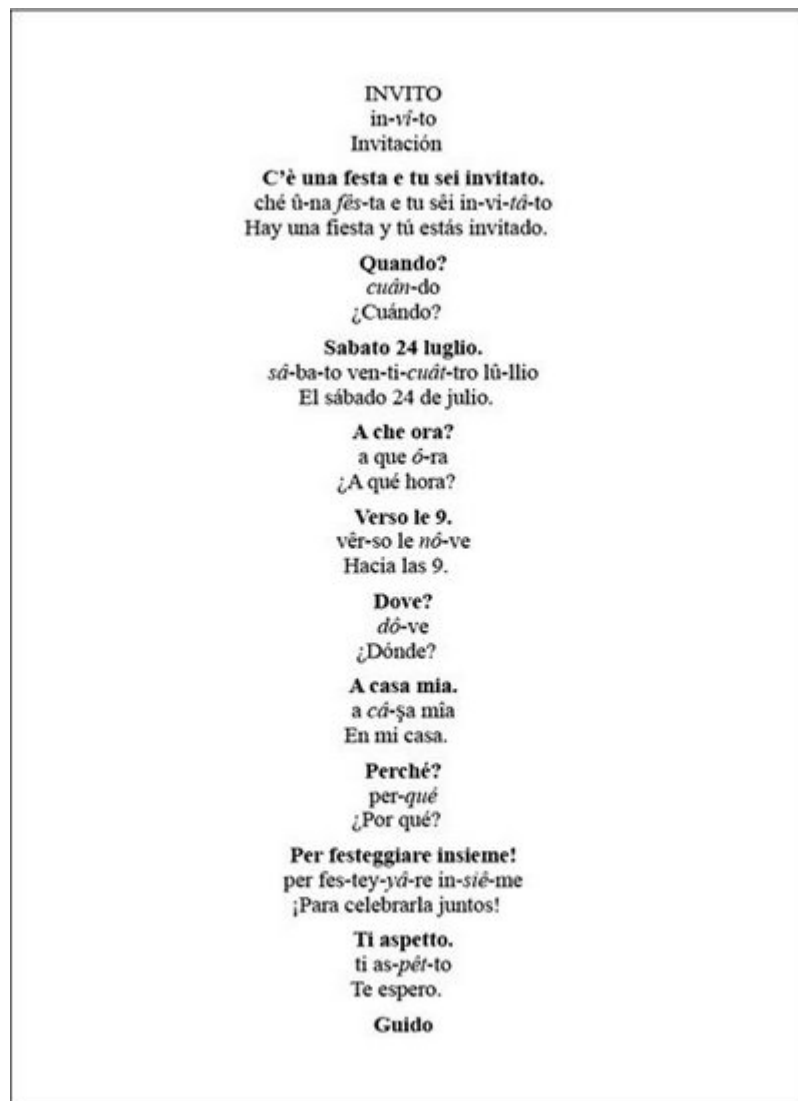 INVITO
in-vî-to
Invitación
C’è una festa e tu sei invitato.
ché û-na fês-ta e tu sêi in-vi-tâ-to
Hay una fiesta y tú estás invitado.
Quando?
cuân-do
¿Cuándo?
Sabato 24 luglio.
sâ-ba-to ven-ti-cuât-tro lû-llio
El sábado 24 de julio.
A che ora?
a que ô-ra
¿A qué hora?
Verso le 9.
vêr-so le nô-ve
Hacia las 9.
Dove?
dô-ve
¿Dónde?
A casa mia.
a câ-şa mîa
En mi casa.
Perché?
per-qué
¿Por qué?
Per festeggiare insieme!
per fes-tey-yâ-re in-siê-me
¡Para celebrarla juntos!
Ti aspetto.
ti as-pêt-to
Te espero.
Guido